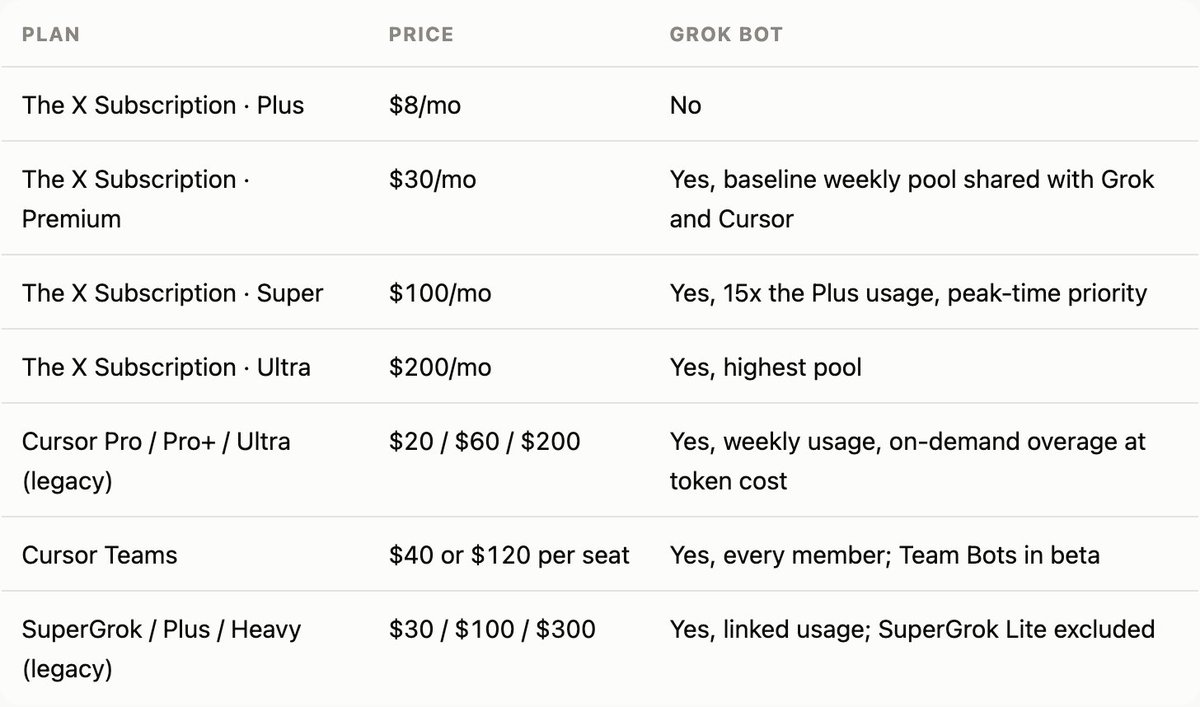 PLAN PRICE GROK BOT
The X Subscription · Plus $8/mo No
The X Subscription · $30/mo Yes, baseline weekly pool shared with Grok
Premium and Cursor
The X Subscription · Super $100/mo Yes, 15x the Plus usage, peak-time priority
The X Subscription · Ultra $200/mo Yes, highest pool
Cursor Pro / Pro+ / Ultra $20 / $60 / $200 Yes, weekly usage, on-demand overage at
(legacy) token cost
Cursor Teams $40 or $120 per seat Yes, every member; Team Bots in beta
SuperGrok / Plus / Heavy $30 / $100 / $300 Yes, linked usage; SuperGrok Lite excluded
(legacy)